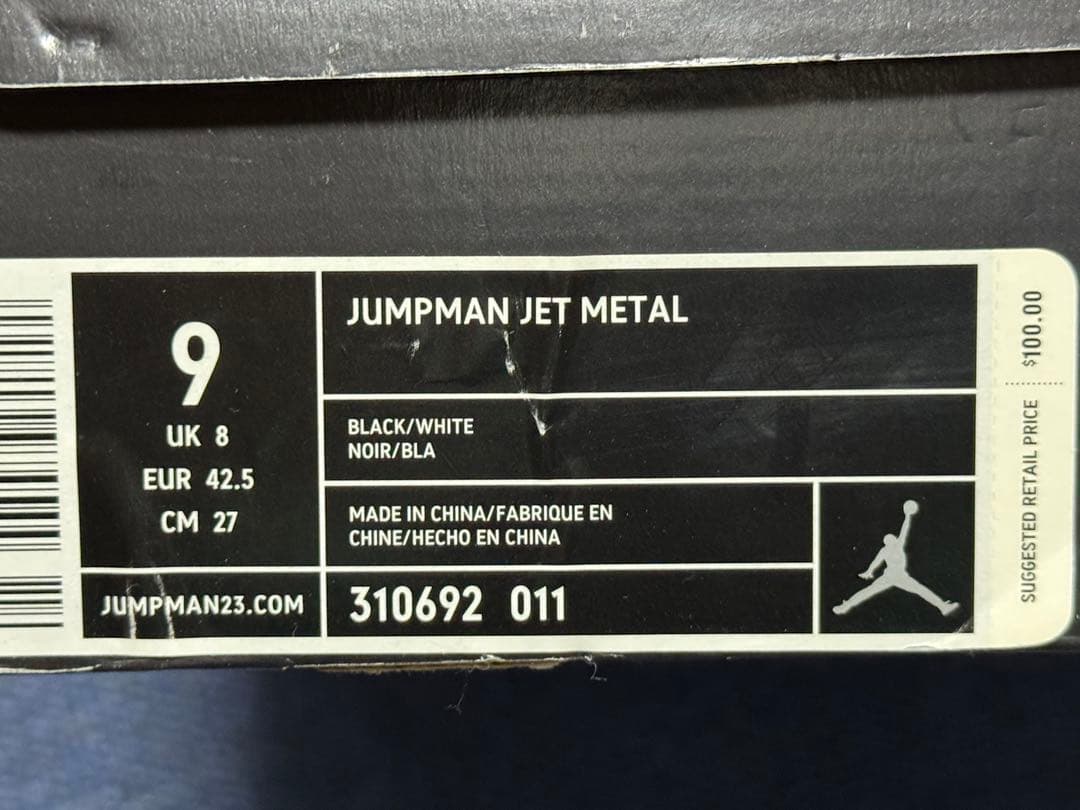 9
UK 8
EUR 42.5
CM 27
JUMPMAN23.COM
JUMPMAN JET METAL
BLACK/WHITE
NOIR/BLA
MADE IN CHINA/FABRIQUE EN
CHINE/HECHO EN CHINA
310692 011
SUGGESTED RETAIL PRICE $100.00